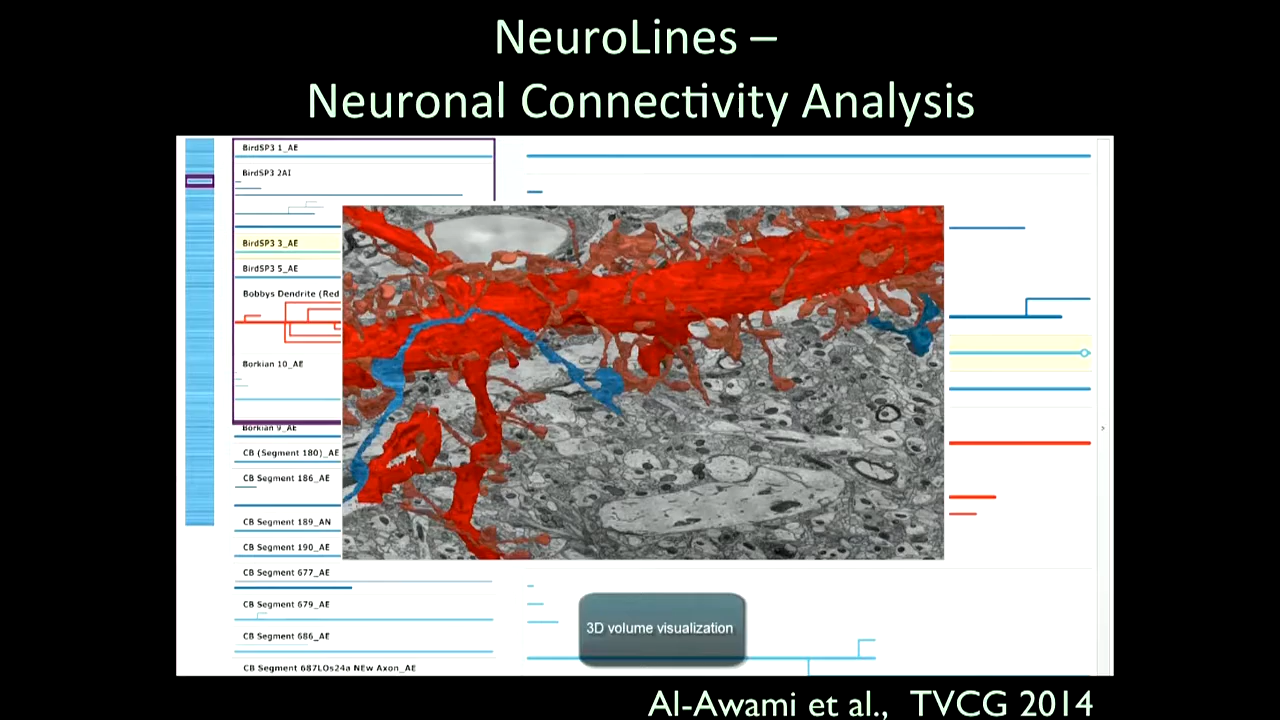 NeuroLines –
Neuronal Connectivity Analysis
BirdSP3 1_AE
BirdSP3 2AI
BirdSP3 3_AE
BirdSP3 5_AE
Bobbys Dendrite (Red
Borkian 10_AE
Borkian 9_AE
CB (Segment 180)_AE
CB Segment 186_AE
CB Segment 189_AN
CB Segment 190_AE
CB Segment 677_AE
CB Segment 679_AE
CB Segment 686_AE
CB Segment 687LOs24a NEw Axon_AE
3D volume visualization
Al-Awami et al., TVCG 2014